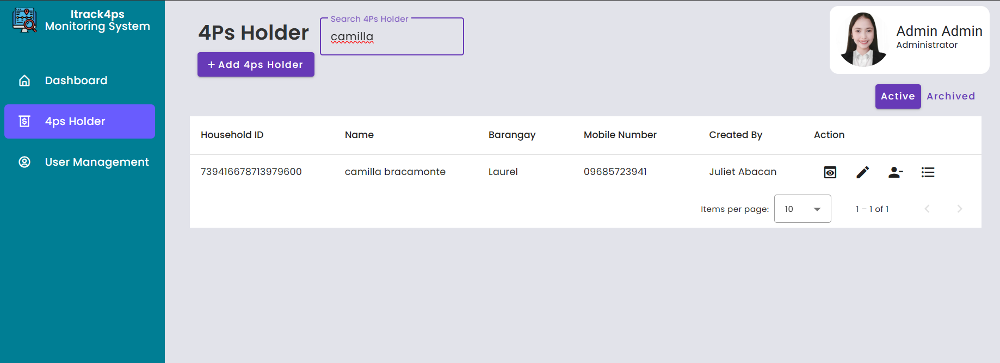 Itrack4ps
Monitoring System
Dashboard
4ps Holder
User Management
4Ps Holder
Search 4Ps Holder
camilla
+ Add 4ps Holder
Admin Admin
Administrator
Active Archived
Household ID Name Barangay Mobile Number Created By Action
739416678713979600 camilla bracamonte Laurel 09685723941 Juliet Abacan
Items per page: 10 1 – 1 of 1